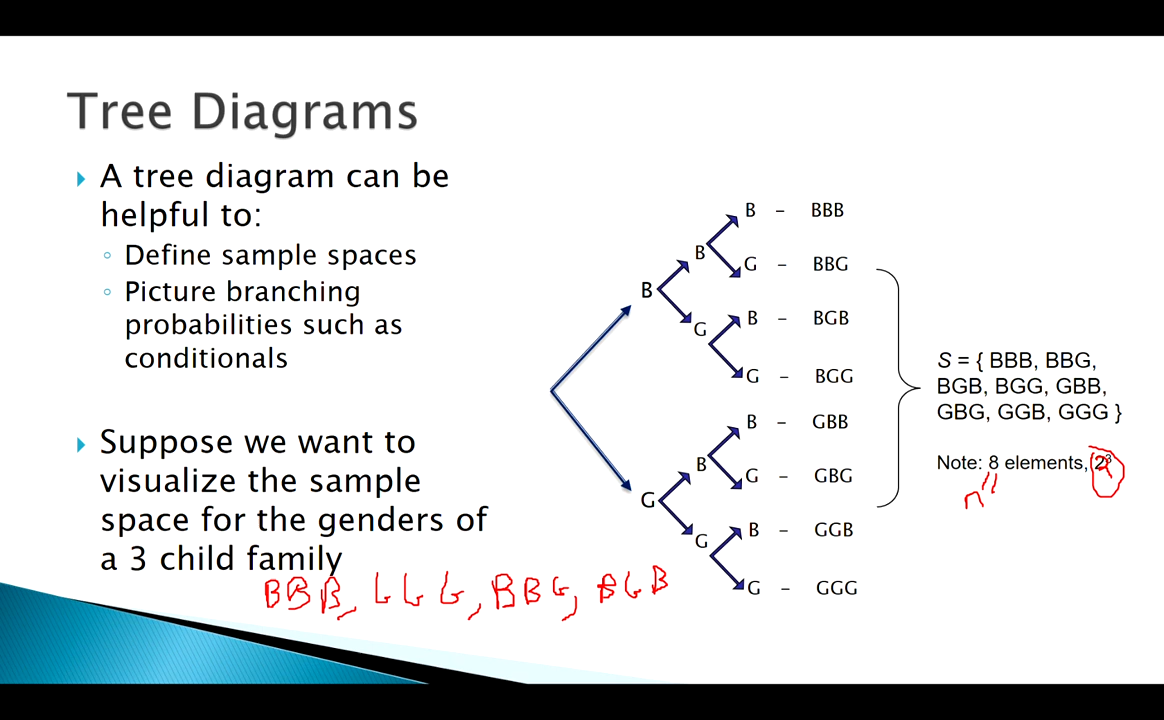 Tree Diagrams
A tree diagram can be
helpful to:
Define sample spaces
Picture branching
probabilities such as
conditionals
Suppose we want to
visualize the sample
space for the genders of
a 3 child family
BBB, GGG, BBG, BGB
B – BBB
B
G – BBG
B
B – BGB
G
G – BGG
B – GBB
B
G – GBG
G
B – GGB
G
G – GGG
S = { BBB, BBG,
BGB, BGG, GBB,
GBG, GGB, GGG }
Note: 8 elements, 2³
n